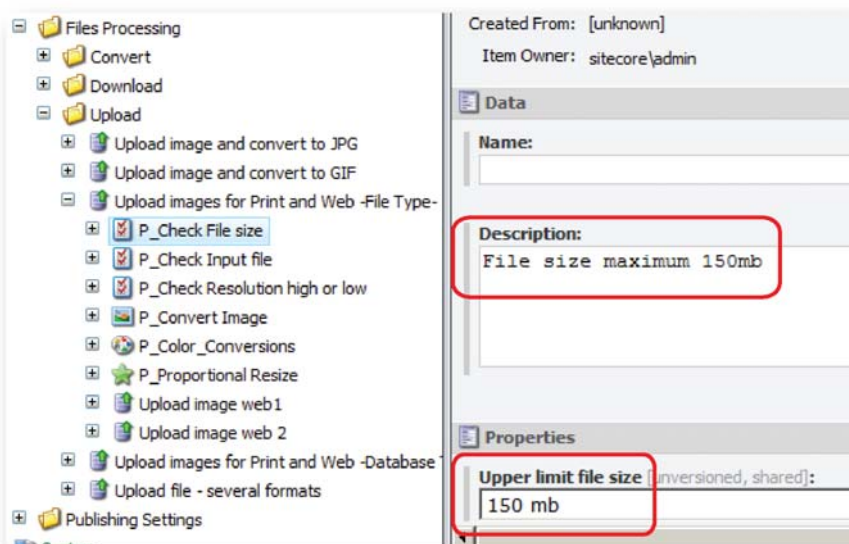 Files Processing
Convert
Download
Upload
Upload image and convert to JPG
Upload image and convert to GIF
Upload images for Print and Web -File Type-
P_Check File size
P_Check Input file
P_Check Resolution high or low
P_Convert Image
P_Color_Conversions
P_Proportional Resize
Upload image web1
Upload image web 2
Upload images for Print and Web -Database
Upload file - several formats
Publishing Settings
Created From: [unknown]
Item Owner: sitecore\admin
Data
Name:
Description:
File size maximum 150mb
Properties
Upper limit file size [unversioned, shared]:
150 mb